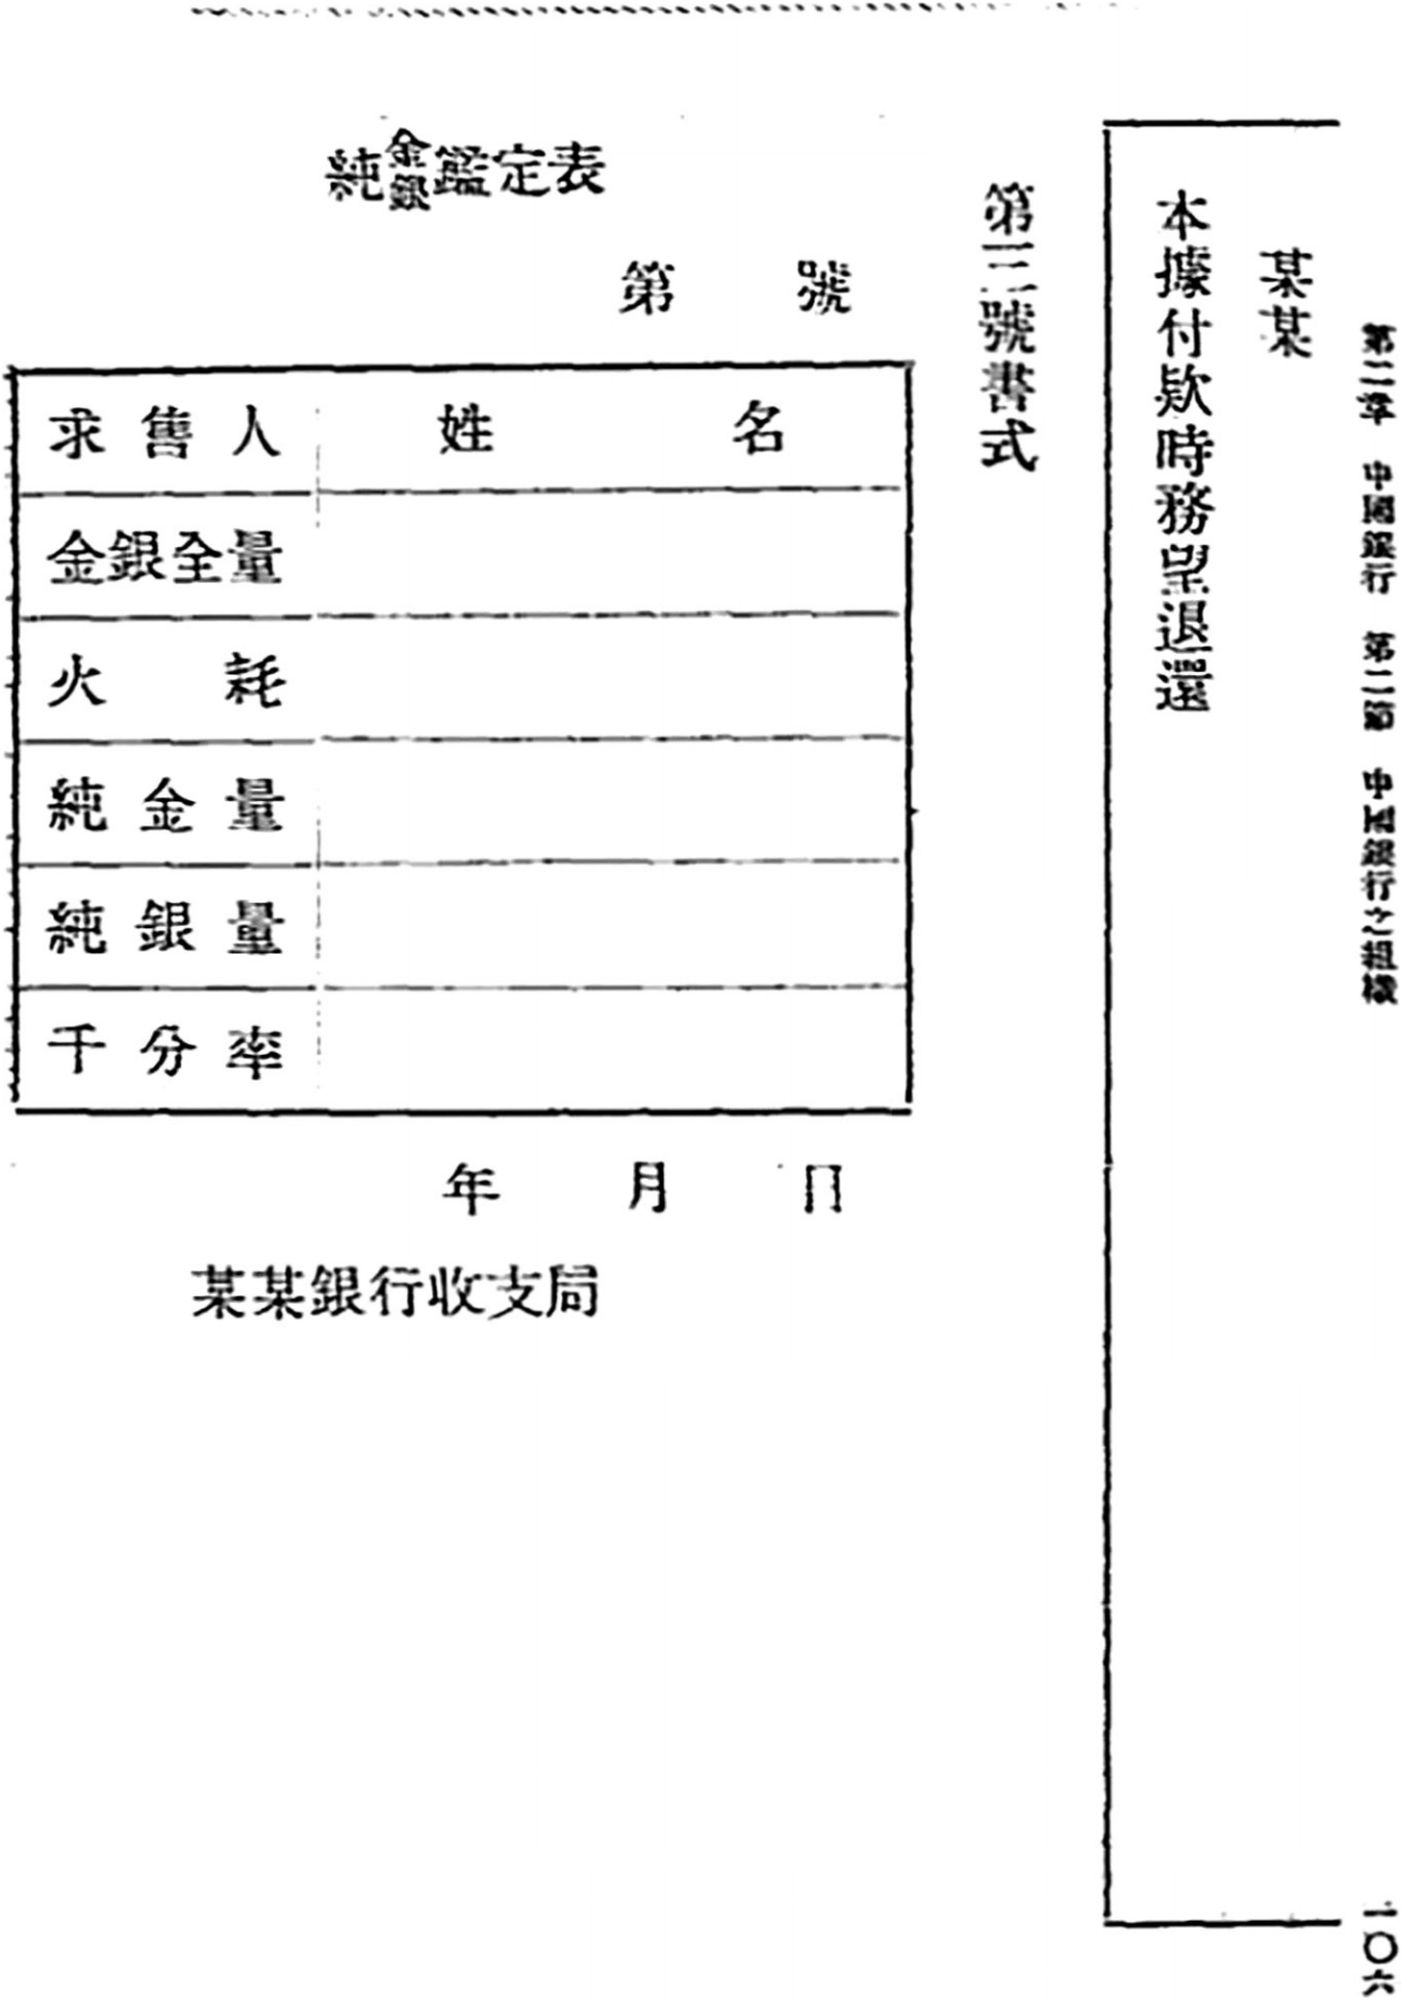 第二章　中國銀行　第二節　中國銀行之組織
一〇六
某某
本據付款時務望退還
第三號書式
純金銀鑑定表
第　號
求售人　姓　名
金銀全量
火耗
純金量
純銀量
千分率
年　月　日
某某銀行收支局